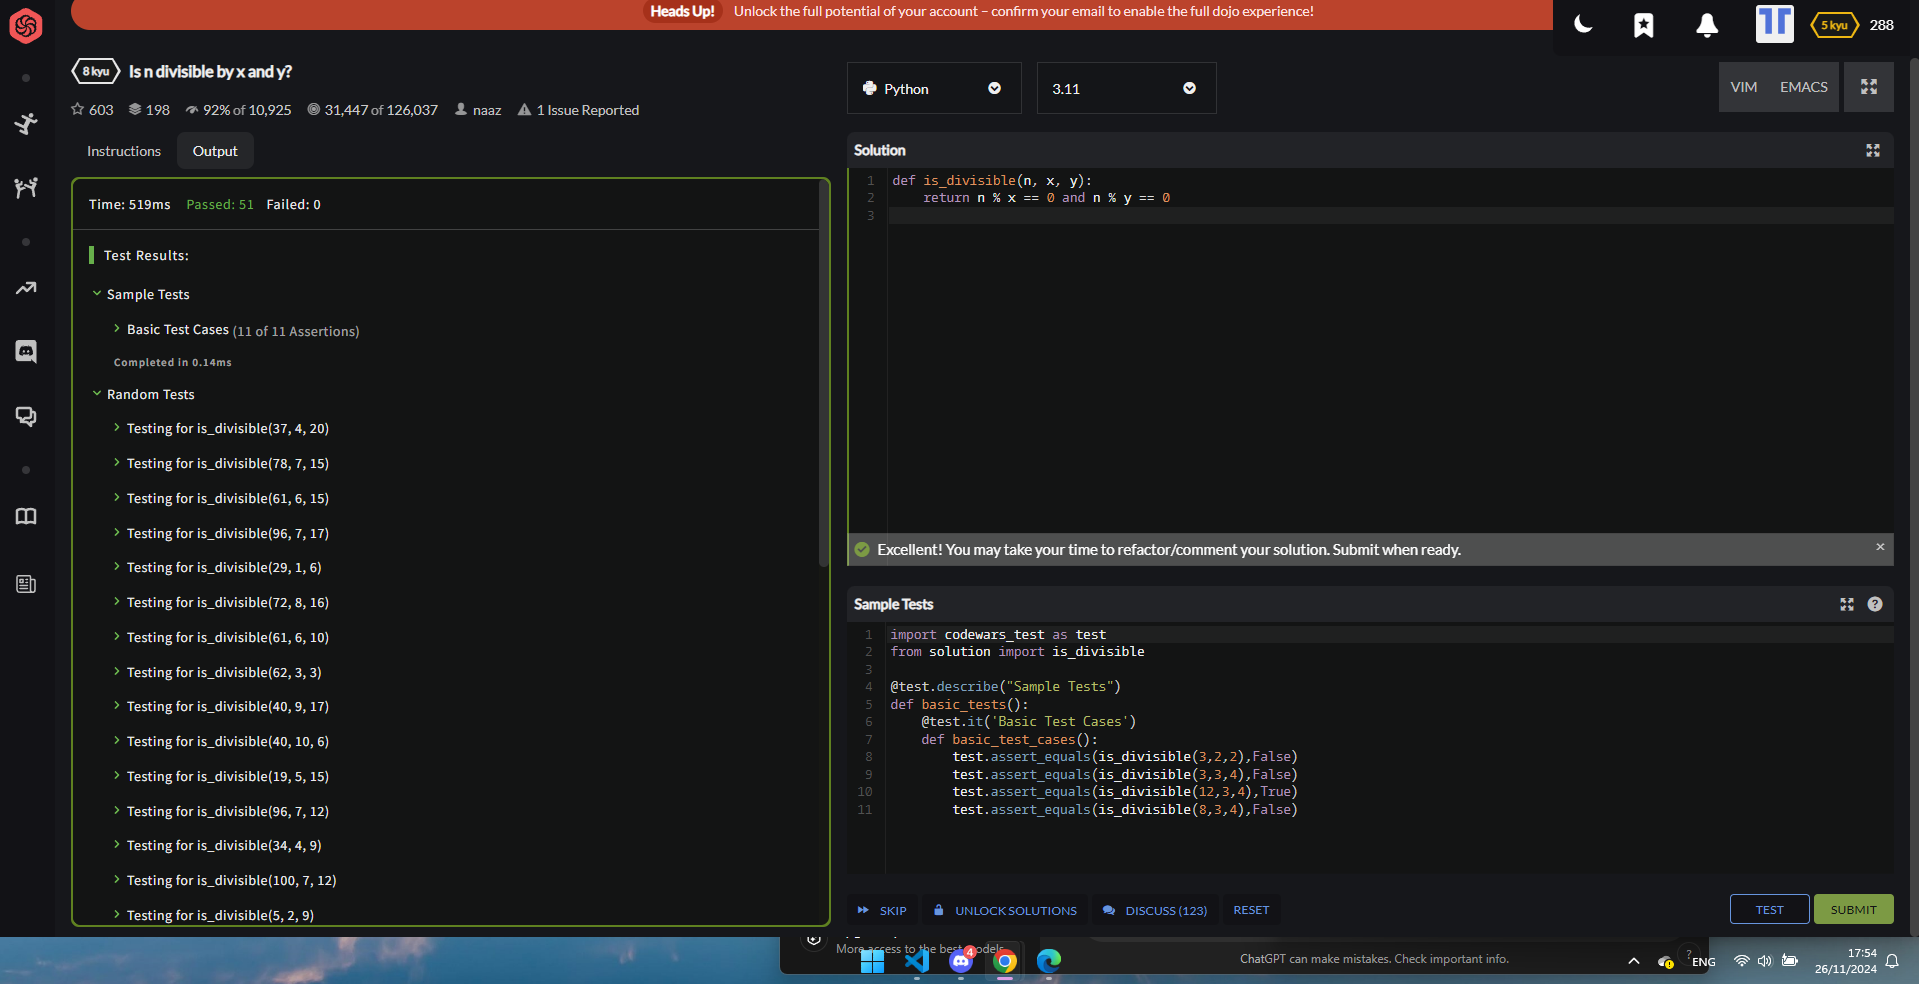 Heads Up! Unlock the full potential of your account – confirm your email to enable the full dojo experience!
5 kyu 288
8 kyu Is n divisible by x and y?
603 198 92% of 10,925 31,447 of 126,037 naaz 1 Issue Reported
Instructions Output
Time: 519ms Passed: 51 Failed: 0
Test Results:
Sample Tests
Basic Test Cases (11 of 11 Assertions)
Completed in 0.14ms
Random Tests
Testing for is_divisible(37, 4, 20)
Testing for is_divisible(78, 7, 15)
Testing for is_divisible(61, 6, 15)
Testing for is_divisible(96, 7, 17)
Testing for is_divisible(29, 1, 6)
Testing for is_divisible(72, 8, 16)
Testing for is_divisible(61, 6, 10)
Testing for is_divisible(62, 3, 3)
Testing for is_divisible(40, 9, 17)
Testing for is_divisible(40, 10, 6)
Testing for is_divisible(19, 5, 15)
Testing for is_divisible(96, 7, 12)
Testing for is_divisible(34, 4, 9)
Testing for is_divisible(100, 7, 12)
Testing for is_divisible(5, 2, 9)
Python 3.11 VIM EMACS
Solution
1 def is_divisible(n, x, y):
2     return n % x == 0 and n % y == 0
3
Excellent! You may take your time to refactor/comment your solution. Submit when ready.
Sample Tests
1 import codewars_test as test
2 from solution import is_divisible
3
4 @test.describe("Sample Tests")
5 def basic_tests():
6     @test.it('Basic Test Cases')
7     def basic_test_cases():
8         test.assert_equals(is_divisible(3,2,2),False)
9         test.assert_equals(is_divisible(3,3,4),False)
10         test.assert_equals(is_divisible(12,3,4),True)
11         test.assert_equals(is_divisible(8,3,4),False)
SKIP UNLOCK SOLUTIONS DISCUSS (123) RESET TEST SUBMIT
More access to the best models
4
ChatGPT can make mistakes. Check important info.
?
ENG
17:54
26/11/2024